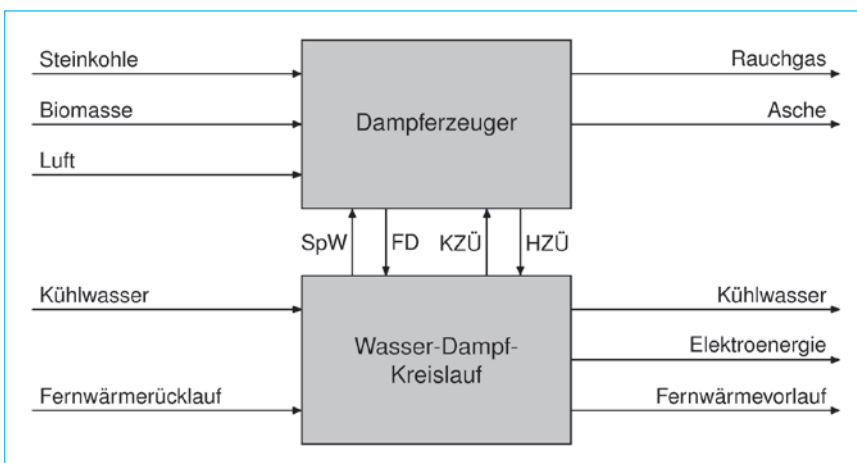 Steinkohle
Rauchgas
Biomasse
Dampferzeuger
Asche
Luft
SpW
FD
KZÜ
HZÜ
Kühlwasser
Kühlwasser
Wasser-Dampf-
Kreislauf
Elektroenergie
Fernwärmerücklauf
Fernwärmevorlauf